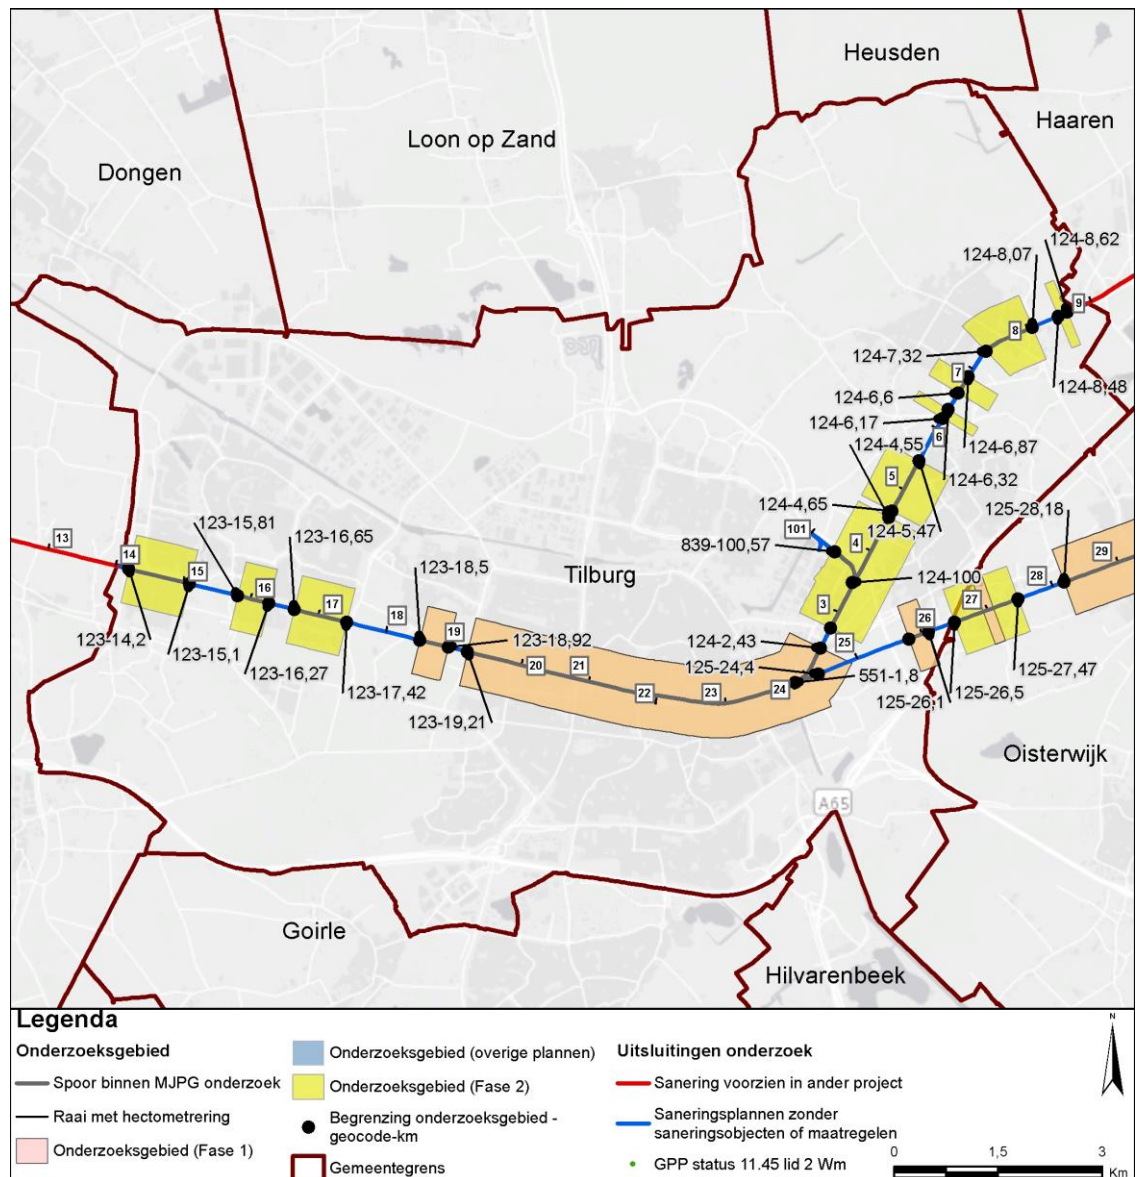 Heusden
Haaren
Loon op Zand
Dongen
124-8,62
124-8,07
9
8
124-7,32
7
124-8,48
124-6,6
124-6,17
6
124-6,87
124-4,55
124-6,32
5
124-4,65
125-28,18
101
124-5,47
123-15,81
13
123-16,65
4
29
839-100,57
14
15
123-18,5
Tilburg
124-100
28
16
27
17
3
18
26
123-14,2
19
123-18,92
124-2,43
25
123-15,1
20
125-24,4
551-1,8
125-27,47
123-16,27
21
24
22
23
125-26,5
123-17,42
125-26,1
123-19,21
Oisterwijk
A65
Goirle
Hilvarenbeek
Legenda
Onderzoeksgebied
Spoor binnen MJPG onderzoek
Raai met hectometrering
Onderzoeksgebied (Fase 1)
Onderzoeksgebied (overige plannen)
Onderzoeksgebied (Fase 2)
Begrenzing onderzoeksgebied -
geocode-km
Gemeentegrens
Uitsluitingen onderzoek
Sanering voorzien in ander project
Saneringsplannen zonder
saneringsobjecten of maatregelen
GPP status 11.45 lid 2 Wm
N
0 1,5 3
Km